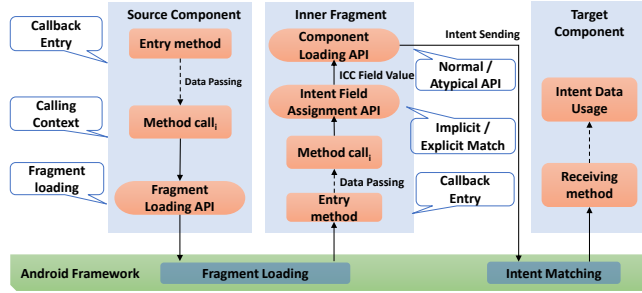 Source Component
Callback
Entry
Entry method
Data Passing
Calling
Context
Method call_i
Fragment
loading
Fragment
Loading API
Inner Fragment
Component
Loading API
ICC Field Value
Intent Field
Assignment API
Method call_i
Data Passing
Entry
method
Intent Sending
Normal /
Atypical API
Implicit /
Explicit Match
Callback
Entry
Target
Component
Intent Data
Usage
Receiving
method
Android Framework
Fragment Loading
Intent Matching